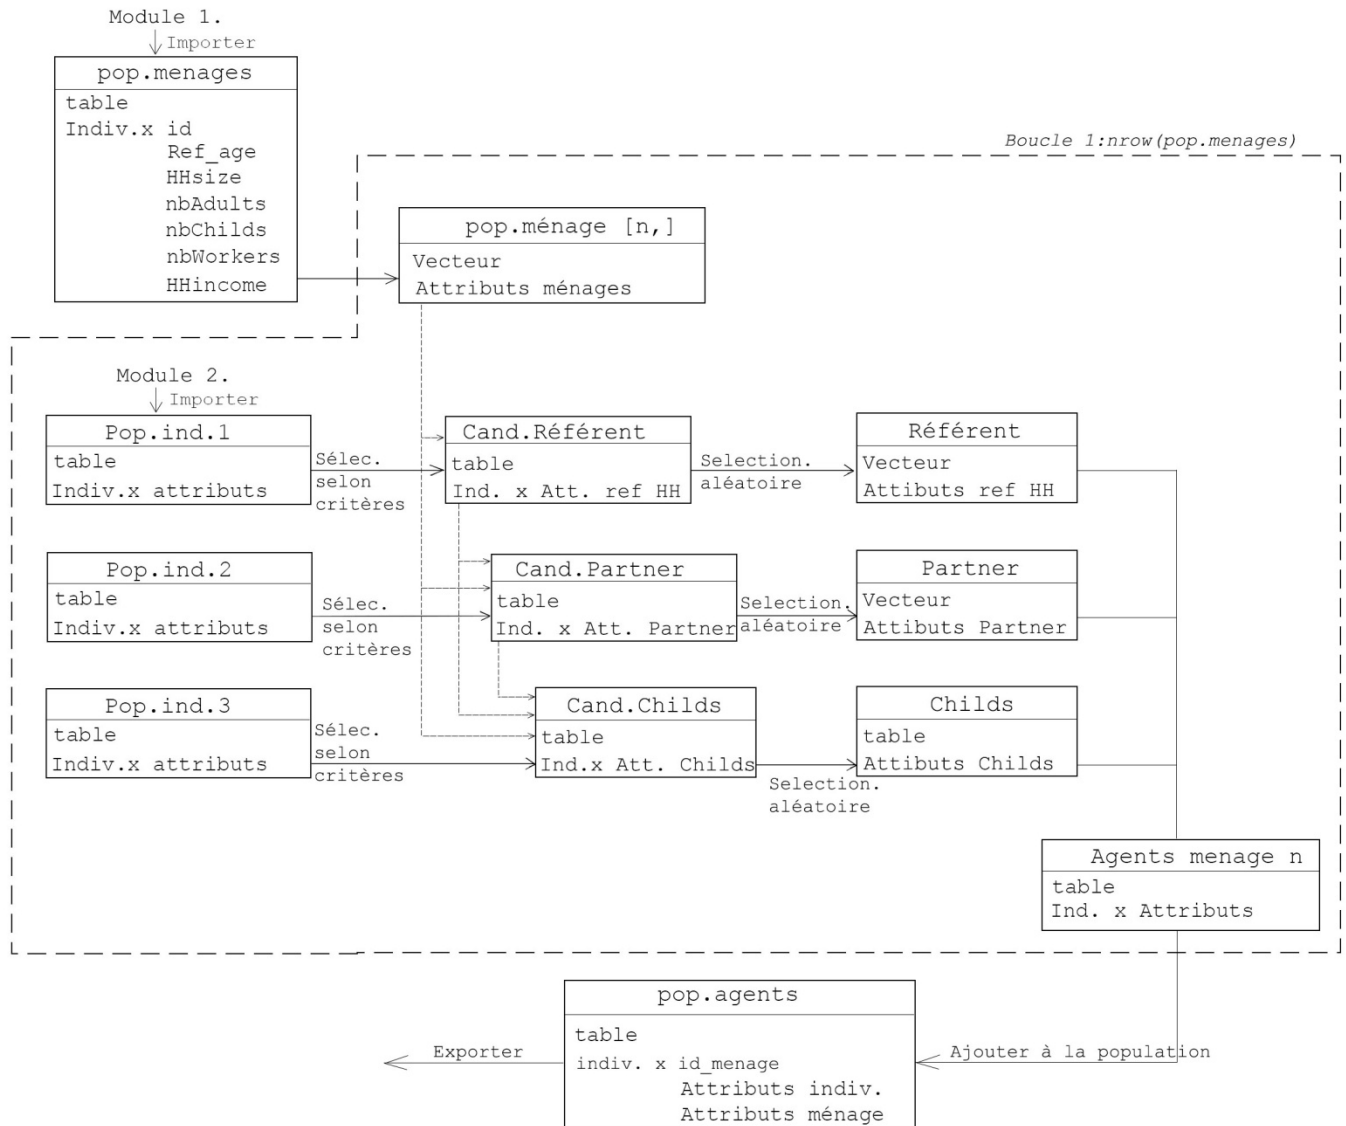 Module 1.
Importer
pop.menages
table
Indiv.x id
Ref_age
HHsize
nbAdults
nbChilds
nbWorkers
HHincome
Boucle 1:nrow(pop.menages)
pop.ménage [n,]
Vecteur
Attributs ménages
Module 2.
Importer
Pop.ind.1
table
Indiv.x attributs
Sélec.
selon
critères
Cand.Référent
table
Ind. x Att. ref HH
Selection.
aléatoire
Référent
Vecteur
Attibuts ref HH
Pop.ind.2
table
Indiv.x attributs
Sélec.
selon
critères
Cand.Partner
table
Ind. x Att. Partner
Selection.
aléatoire
Partner
Vecteur
Attibuts Partner
Pop.ind.3
table
Indiv.x attributs
Sélec.
selon
critères
Cand.Childs
table
Ind.x Att. Childs
Selection.
aléatoire
Childs
table
Attibuts Childs
Agents menage n
table
Ind. x Attributs
pop.agents
table
indiv. x id_menage
Attributs indiv.
Attributs ménage
Exporter
Ajouter à la population